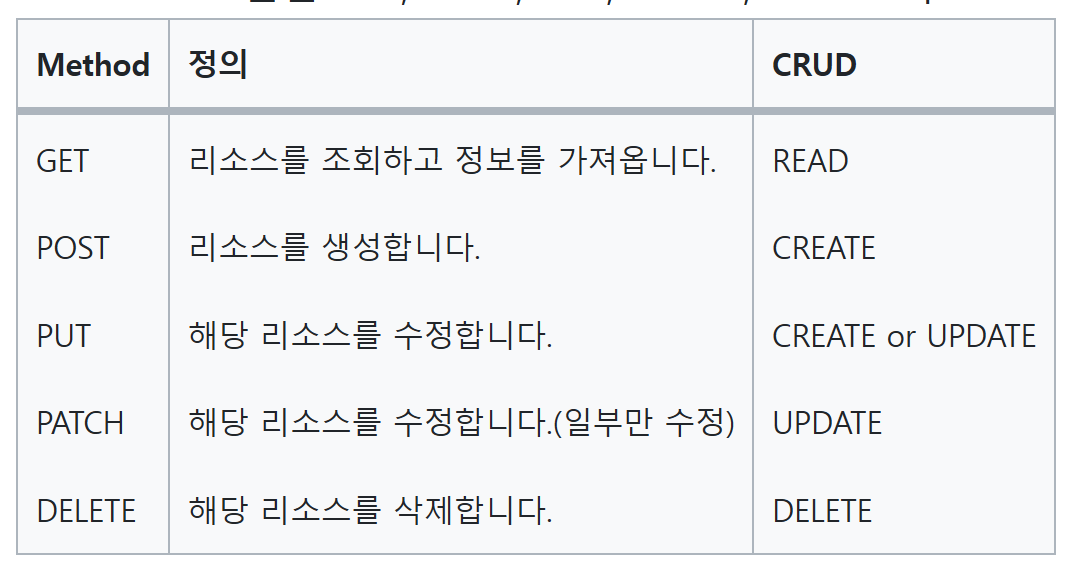 Method 정의 CRUD
GET 리소스를 조회하고 정보를 가져옵니다. READ
POST 리소스를 생성합니다. CREATE
PUT 해당 리소스를 수정합니다. CREATE or UPDATE
PATCH 해당 리소스를 수정합니다.(일부만 수정) UPDATE
DELETE 해당 리소스를 삭제합니다. DELETE